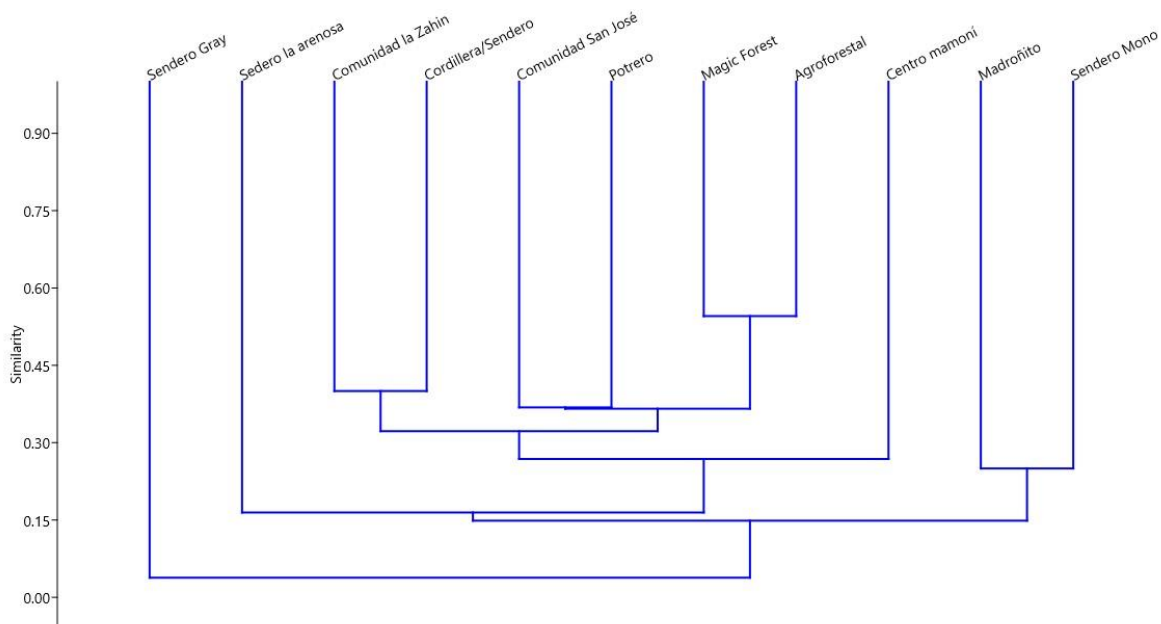 Sendero Gray
Sedero la arenosa
Comunidad la Zahin
Cordillera/Sendero
Comunidad San José
Potrero
Magic Forest
Agroforestal
Centro mamoní
Madroñito
Sendero Mono
0.90
0.75
0.60
0.45
0.30
0.15
0.00
Similarity